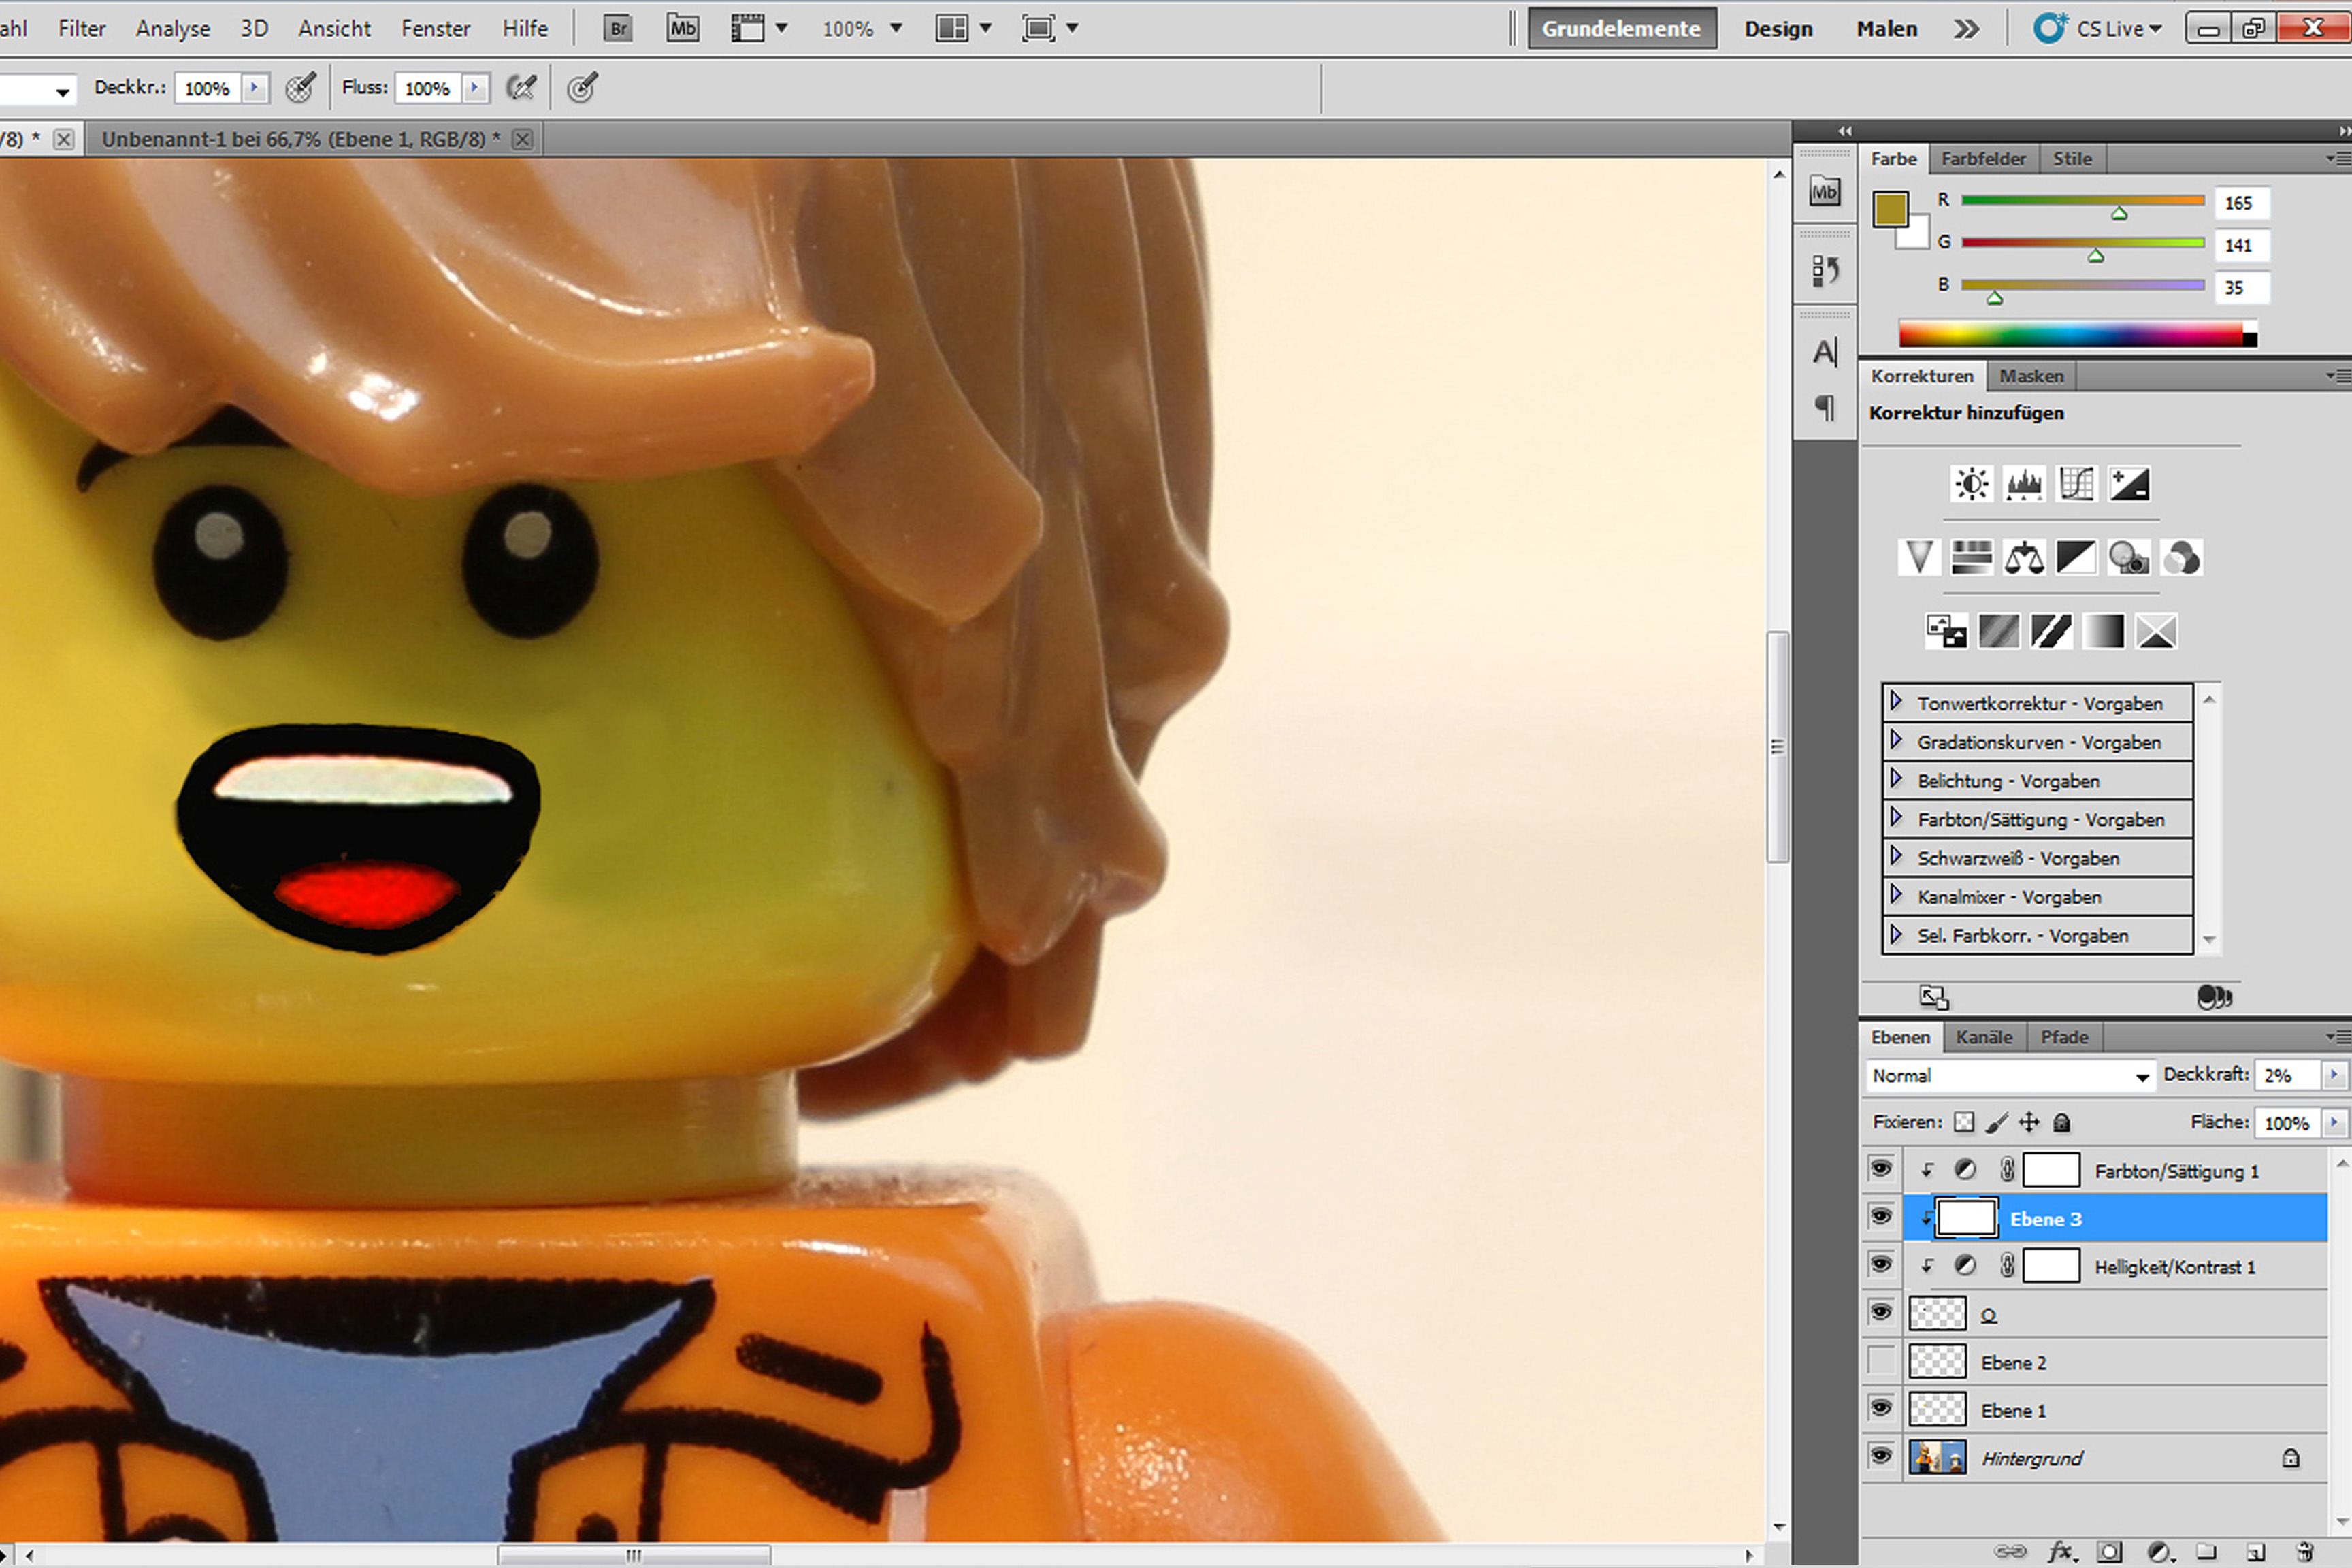 Filter Analyse 3D Ansicht Fenster Hilfe Br Mb 100% Grundelemente Design Malen CS Live
Deckkr.: 100% Fluss: 100%
/8) * Unbenannt-1 bei 66,7% (Ebene 1, RGB/8) *
Farbe Farbfelder Stile
Mb
R 165
G 141
B 35
A
Korrekturen Masken
Korrektur hinzufügen
Tonwertkorrektur - Vorgaben
Gradationskurven - Vorgaben
Belichtung - Vorgaben
Farbton/Sättigung - Vorgaben
Schwarzweiß - Vorgaben
Kanalmixer - Vorgaben
Sel. Farbkorr. - Vorgaben
Ebenen Kanäle Pfade
Normal Deckkraft: 2%
Fixieren: Fläche: 100%
Farbton/Sättigung 1
Ebene 3
Helligkeit/Kontrast 1
O
Ebene 2
Ebene 1
Hintergrund
fx